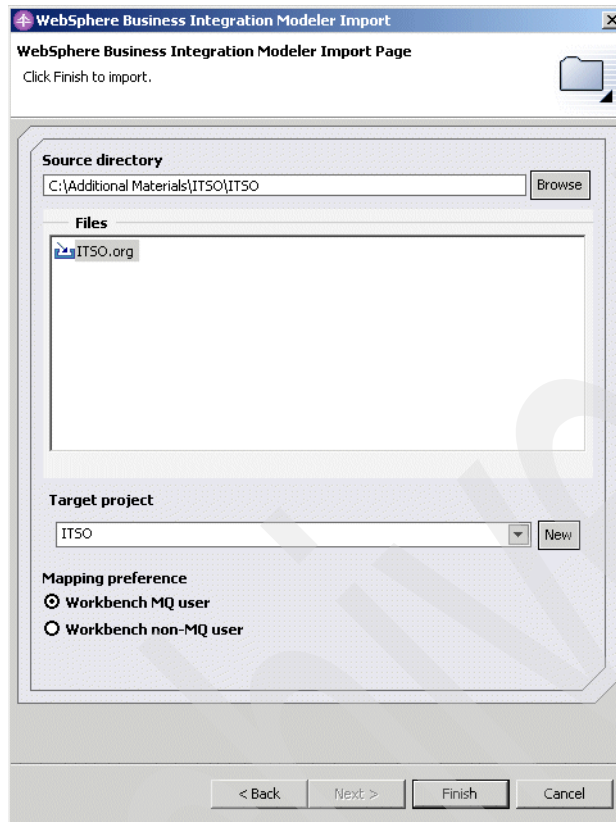 WebSphere Business Integration Modeler Import
WebSphere Business Integration Modeler Import Page
Click Finish to import.
Source directory
C:\Additional Materials\ITSO\ITSO
Browse
Files
ITSO.org
Target project
ITSO
New
Mapping preference
Workbench MQ user
Workbench non-MQ user
< Back
Next >
Finish
Cancel